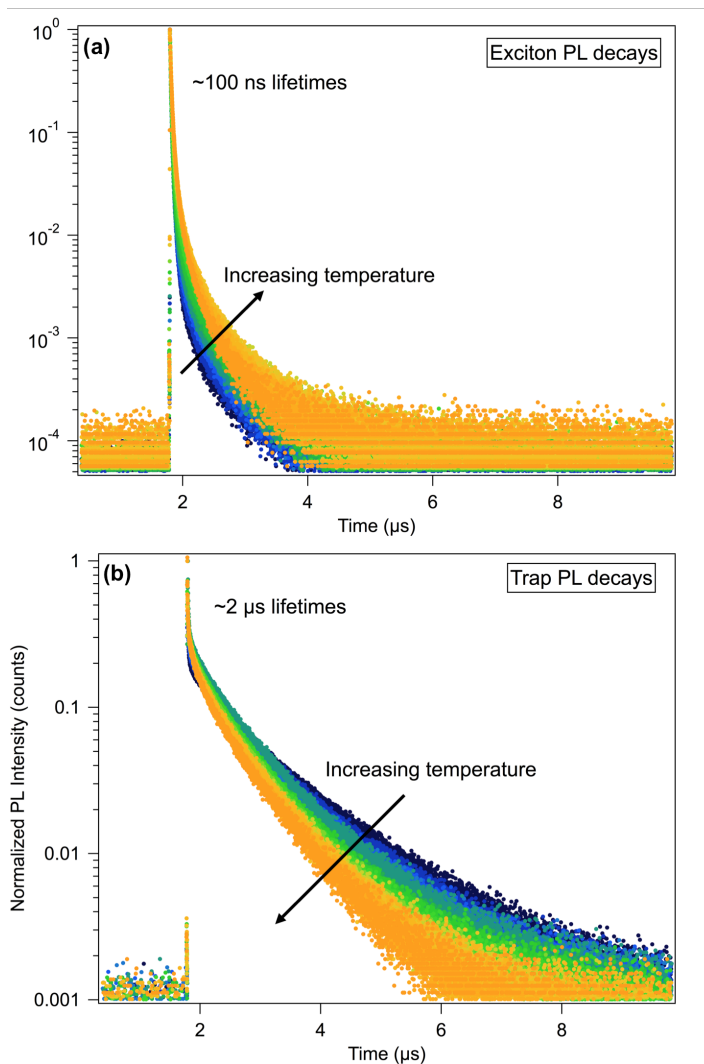 (a)
Exciton PL decays
~100 ns lifetimes
Increasing temperature
10⁰
10⁻¹
10⁻²
10⁻³
10⁻⁴
2 4 6 8
Time (µs)
(b)
Trap PL decays
~2 µs lifetimes
Increasing temperature
Normalized PL Intensity (counts)
1
0.1
0.01
0.001
2 4 6 8
Time (µs)